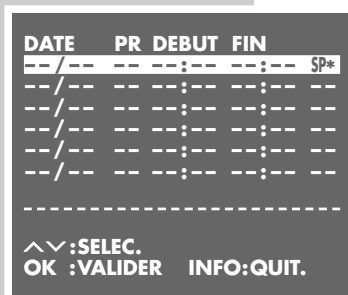 DATE PR DEBUT FIN
--/-- -- --:-- --:-- SP*
--/-- -- --:-- --:-- --
--/-- -- --:-- --:-- --
--/-- -- --:-- --:-- --
--/-- -- --:-- --:-- --
--/-- -- --:-- --:-- --
------------------------------
:SELEC.
OK :VALIDER INFO:QUIT.